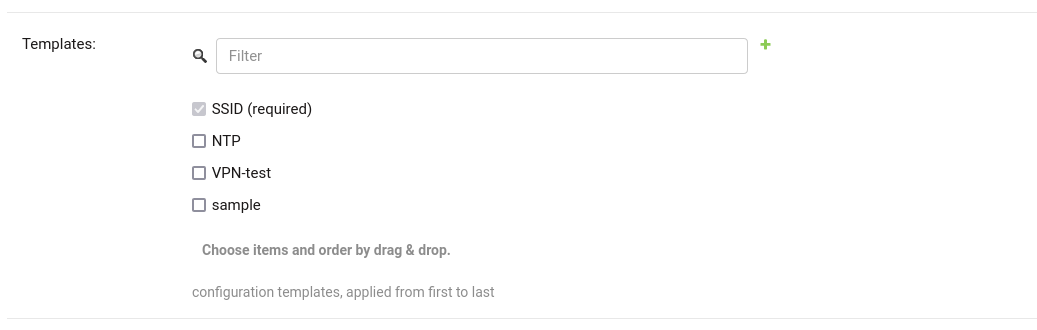 Templates:
Filter
SSID (required)
NTP
VPN-test
sample
Choose items and order by drag & drop.
configuration templates, applied from first to last